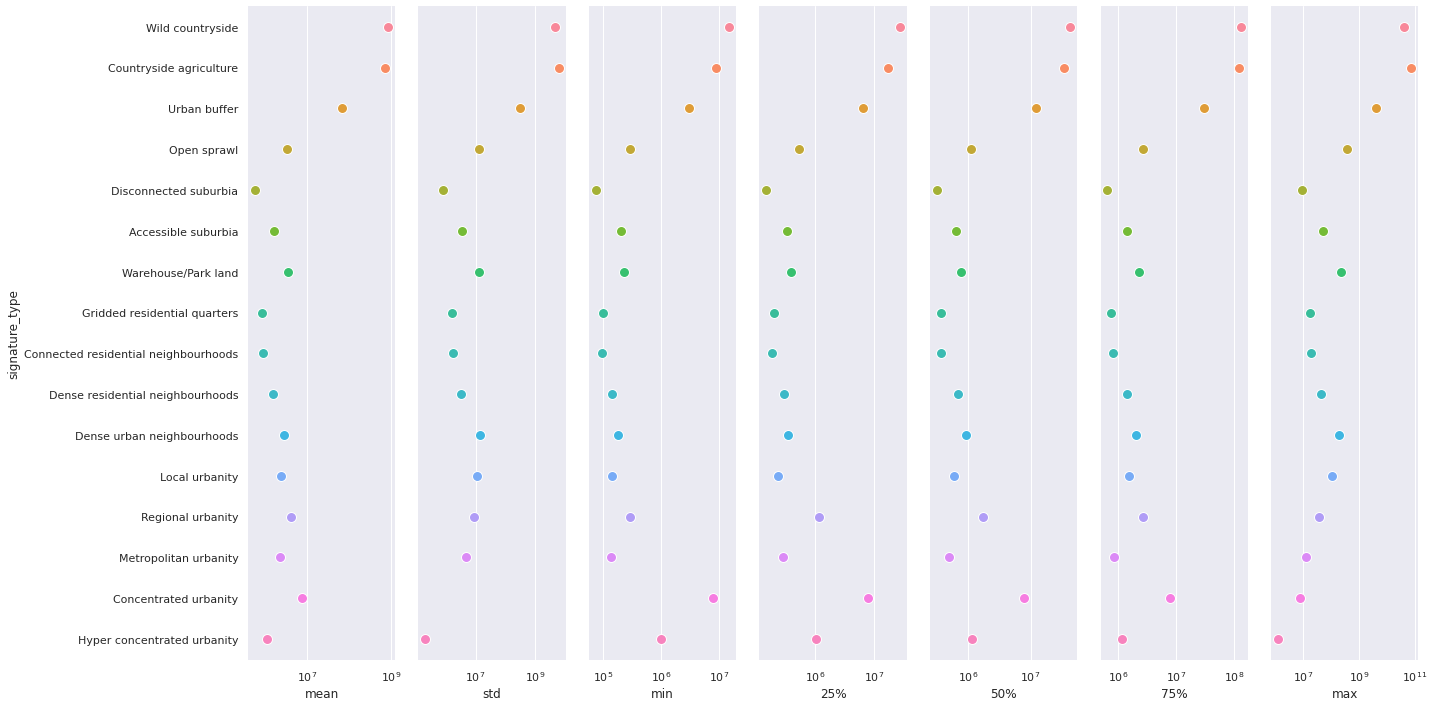 signature_type
Wild countryside
Countryside agriculture
Urban buffer
Open sprawl
Disconnected suburbia
Accessible suburbia
Warehouse/Park land
Gridded residential quarters
Connected residential neighbourhoods
Dense residential neighbourhoods
Dense urban neighbourhoods
Local urbanity
Regional urbanity
Metropolitan urbanity
Concentrated urbanity
Hyper concentrated urbanity
10⁷ 10⁹
mean
10⁷ 10⁹
std
10⁵ 10⁶ 10⁷
min
10⁶ 10⁷
25%
10⁶ 10⁷
50%
10⁶ 10⁷ 10⁸
75%
10⁷ 10⁹ 10¹¹
max